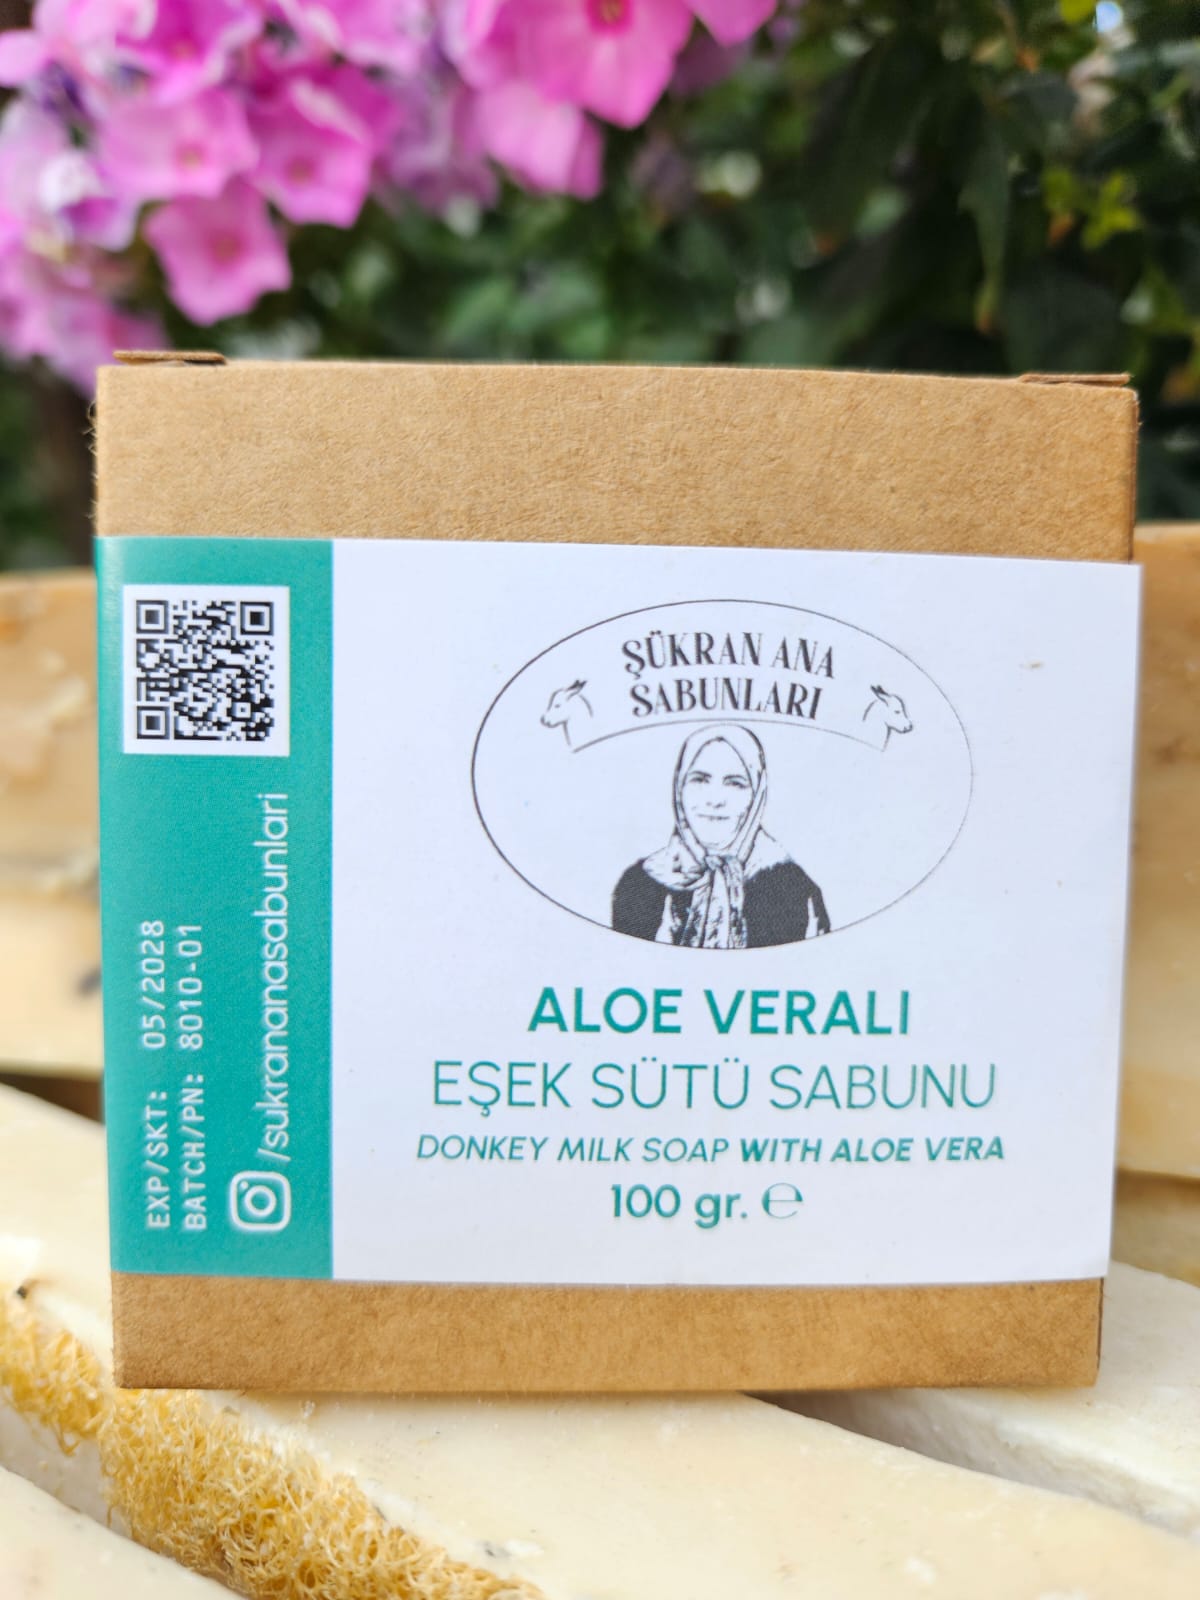 ŞÜKRAN ANA
SABUNLARI
ALOE VERALI
EŞEK SÜTÜ SABUNU
DONKEY MILK SOAP WITH ALOE VERA
100 gr. ℮
EXP/SKT: 05/2028
BATCH/PN: 8010-01
/sukrananasabunlari